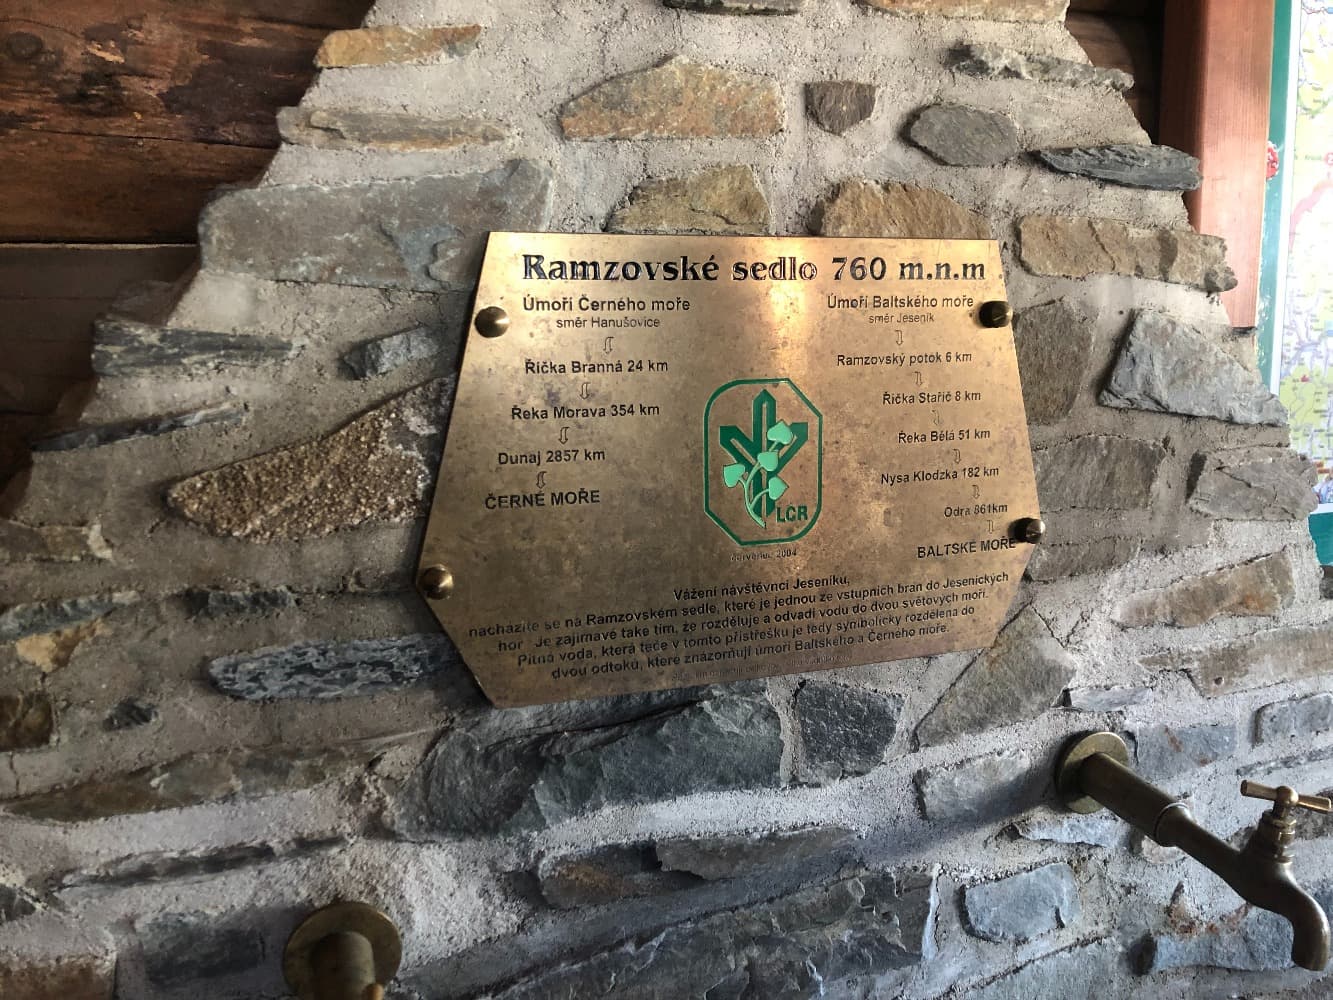 Ramzovské sedlo 760 m.n.m
Úmoří Černého moře
směr Hanušovice
Říčka Branná 24 km
Řeka Morava 354 km
Dunaj 2857 km
ČERNÉ MOŘE
Úmoří Baltského moře
směr Jeseník
Ramzovský potok 6 km
Říčka Staříč 8 km
Řeka Bělá 51 km
Nysa Klodzka 182 km
Odra 861km
BALTSKÉ MOŘE
LČR
červenec 2004
Vážení návštěvníci Jeseníku,
nacházíte se na Ramzovském sedle, které je jednou ze vstupních bran do Jesenických
hor. Je zajímavé také tím, že rozděluje a odvádí vodu do dvou světových moří.
Pitná voda, která teče v tomto přístřešku je tedy symbolicky rozdělena do
dvou odtoků, které znázorňují úmoří Baltského a Černého moře.